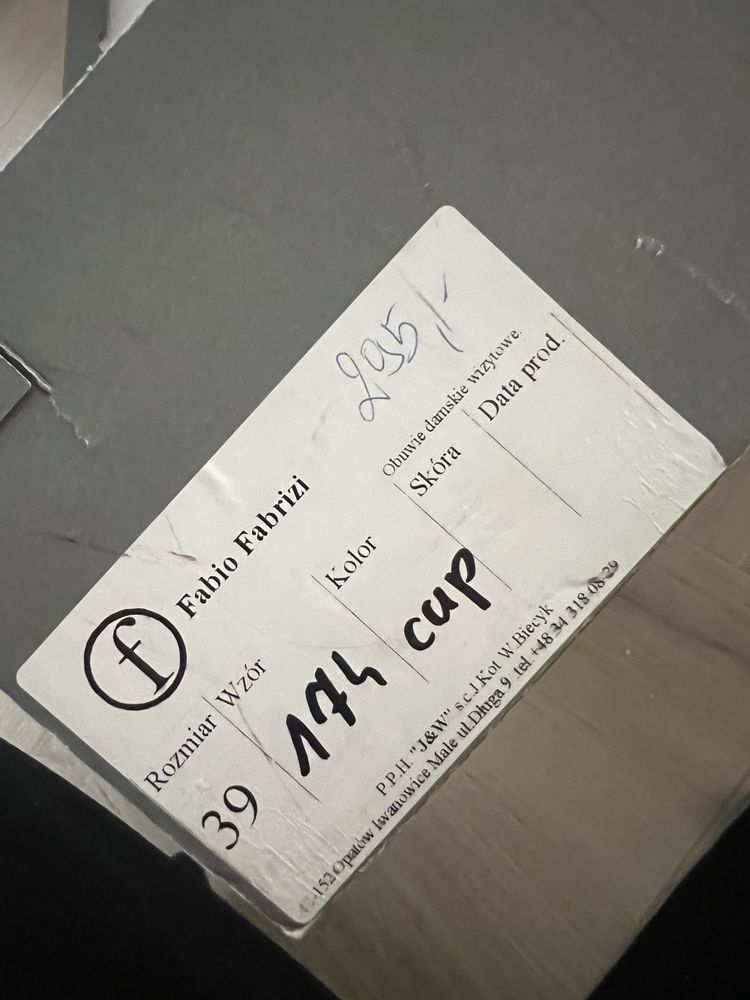 295,-
f
Fabio Fabrizi
Obuwie damskie wizytowe.
Rozmiar Wzór Kolor Skóra Data prod.
39 174 cup
P.P.H. "J&W" s.c.J.Kot W.Biecyk
Opatów Iwanowice Małe ul.Długa 9 tel. +48 34 318 08 29